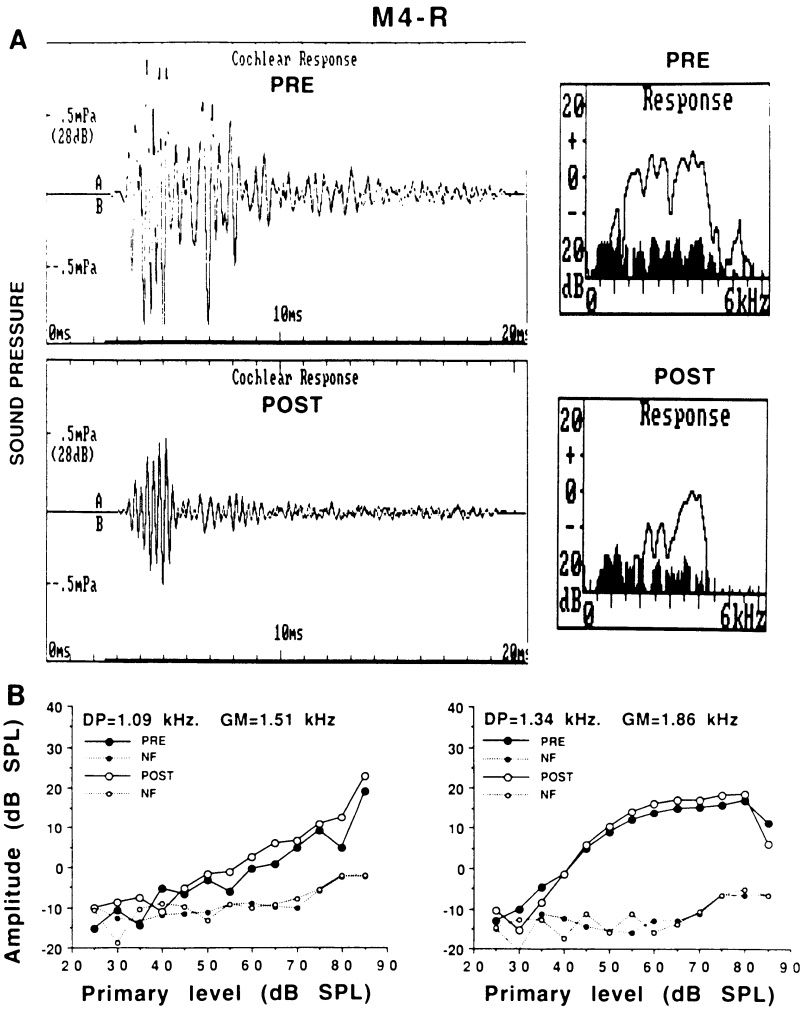 M4-R
A
SOUND PRESSURE
Cochlear Response
PRE
.5mPa
(28dB)
A
B
-.5mPa
0ms
10ms
20ms
PRE
Response
20
+
0
-
20
dB
0
6kHz
Cochlear Response
POST
.5mPa
(28dB)
A
B
-.5mPa
0ms
10ms
20ms
POST
Response
20
+
0
-
20
dB
0
6kHz
B
Amplitude (dB SPL)
DP=1.09 kHz. GM=1.51 kHz
PRE
NF
POST
NF
40
30
20
10
0
-10
-20
20 30 40 50 60 70 80 90
Primary level (dB SPL)
DP=1.34 kHz. GM=1.86 kHz
PRE
NF
POST
NF
40
30
20
10
0
-10
-20
20 30 40 50 60 70 80 90
Primary level (dB SPL)